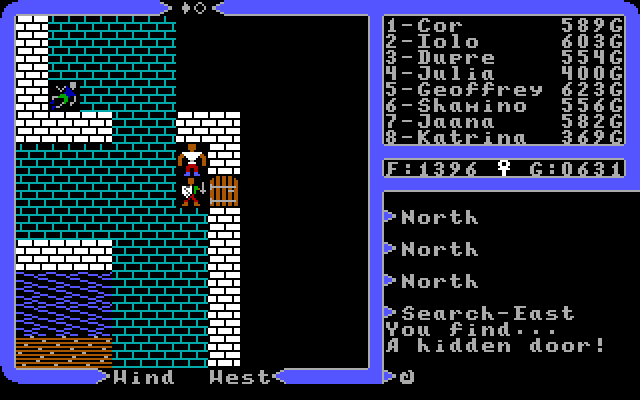 1-Cor 589G
2-Iolo 603G
3-Dupre 554G
4-Julia 400G
5-Geoffrey 623G
6-Shamino 556G
7-Jaana 582G
8-Katrina 369G
F:1396 G:0631
North
North
North
Search-East
You find...
A hidden door!
Wind West